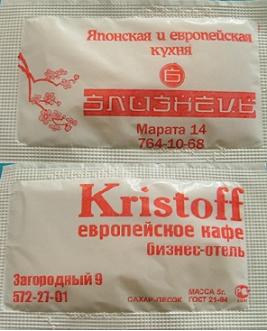 Японская и европейская
кухня
Б
БЛИЗНЕЦЫ
Марата 14
764-10-68
Kristoff
европейское кафе
бизнес-отель
Загородный 9
572-27-01
САХАР-ПЕСОК
МАССА 5г.
ГОСТ 21-94